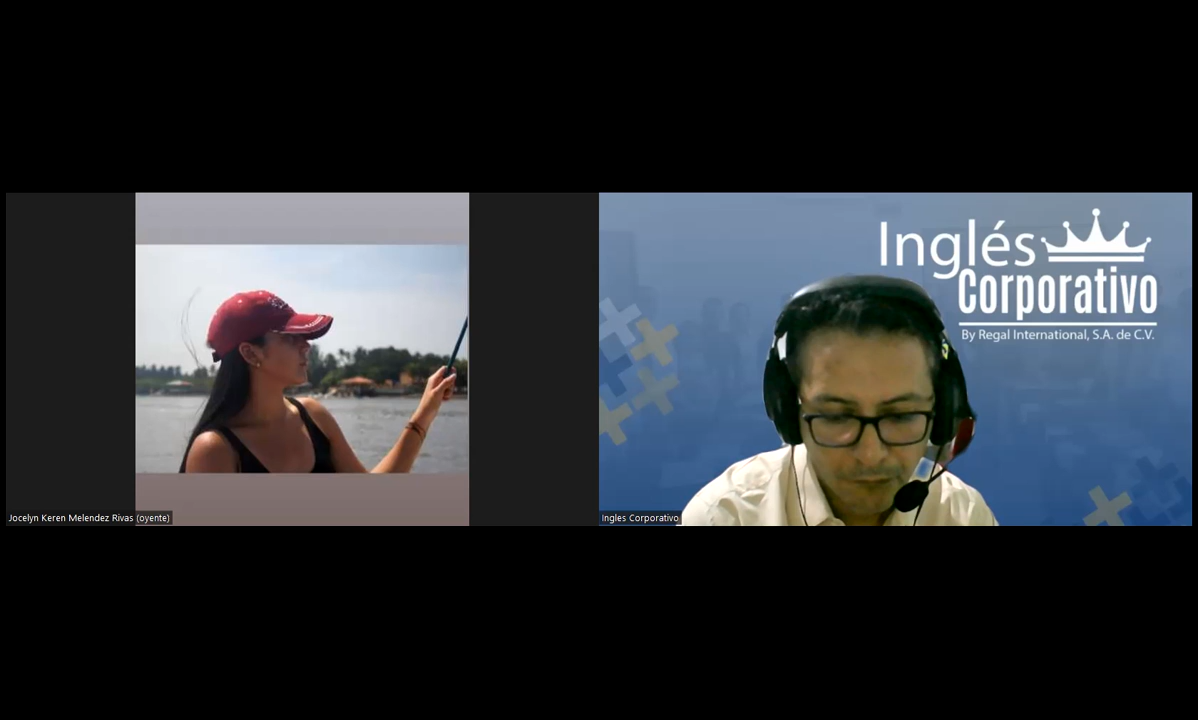 Inglés
Corporativo
By Regal International, S.A. de C.V.
Jocelyn Keren Melendez Rivas (oyente)
Ingles Corporativo